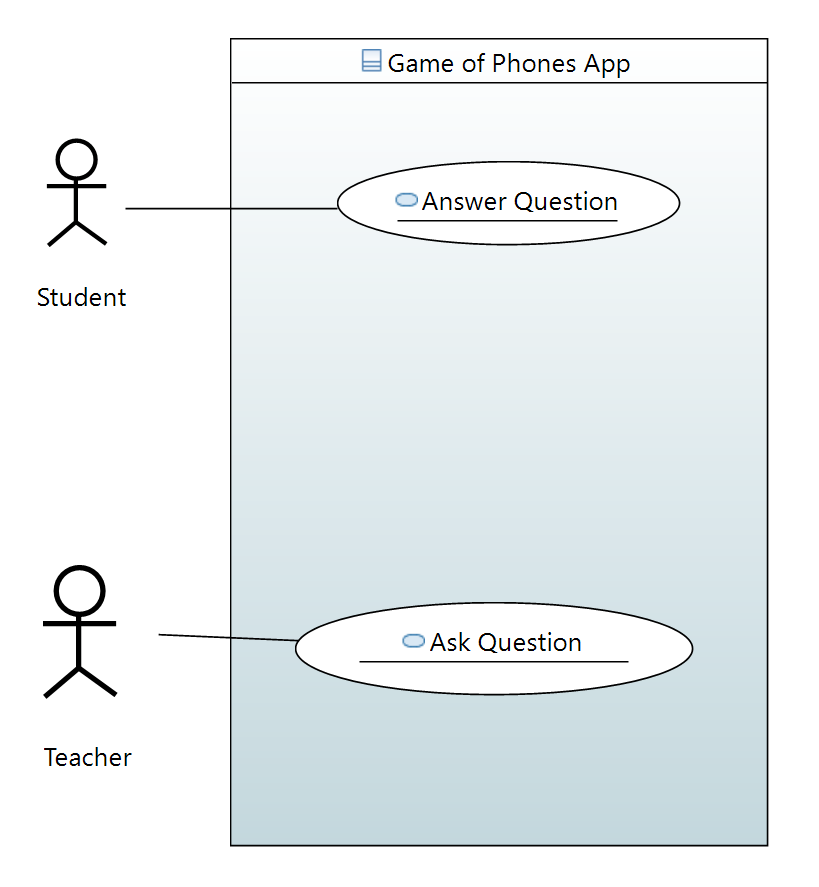 Game of Phones App
Answer Question
Student
Ask Question
Teacher